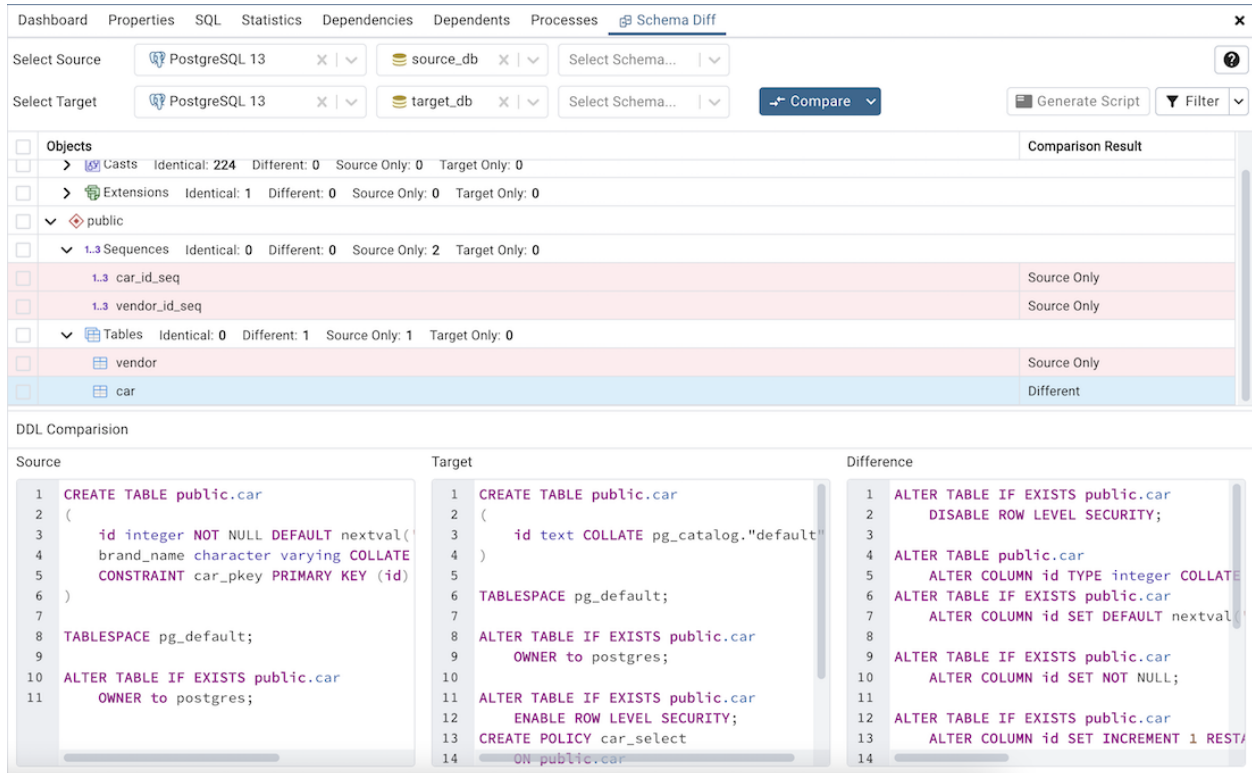 Dashboard Properties SQL Statistics Dependencies Dependents Processes Schema Diff
Select Source PostgreSQL 13 source_db Select Schema...
Select Target PostgreSQL 13 target_db Select Schema... Compare Generate Script Filter
Objects Comparison Result
Casts Identical: 224 Different: 0 Source Only: 0 Target Only: 0
Extensions Identical: 1 Different: 0 Source Only: 0 Target Only: 0
public
1..3 Sequences Identical: 0 Different: 0 Source Only: 2 Target Only: 0
1..3 car_id_seq Source Only
1..3 vendor_id_seq Source Only
Tables Identical: 0 Different: 1 Source Only: 1 Target Only: 0
vendor Source Only
car Different
DDL Comparision
Source
1 CREATE TABLE public.car
2 (
3 id integer NOT NULL DEFAULT nextval('
4 brand_name character varying COLLATE
5 CONSTRAINT car_pkey PRIMARY KEY (id)
6 )
7
8 TABLESPACE pg_default;
9
10 ALTER TABLE IF EXISTS public.car
11 OWNER to postgres;
Target
1 CREATE TABLE public.car
2 (
3 id text COLLATE pg_catalog."default"
4 )
5
6 TABLESPACE pg_default;
7
8 ALTER TABLE IF EXISTS public.car
9 OWNER to postgres;
10
11 ALTER TABLE IF EXISTS public.car
12 ENABLE ROW LEVEL SECURITY;
13 CREATE POLICY car_select
14 ON public.car
Difference
1 ALTER TABLE IF EXISTS public.car
2 DISABLE ROW LEVEL SECURITY;
3
4 ALTER TABLE public.car
5 ALTER COLUMN id TYPE integer COLLATE
6 ALTER TABLE IF EXISTS public.car
7 ALTER COLUMN id SET DEFAULT nextval('
8
9 ALTER TABLE IF EXISTS public.car
10 ALTER COLUMN id SET NOT NULL;
11
12 ALTER TABLE IF EXISTS public.car
13 ALTER COLUMN id SET INCREMENT 1 RESTA
14